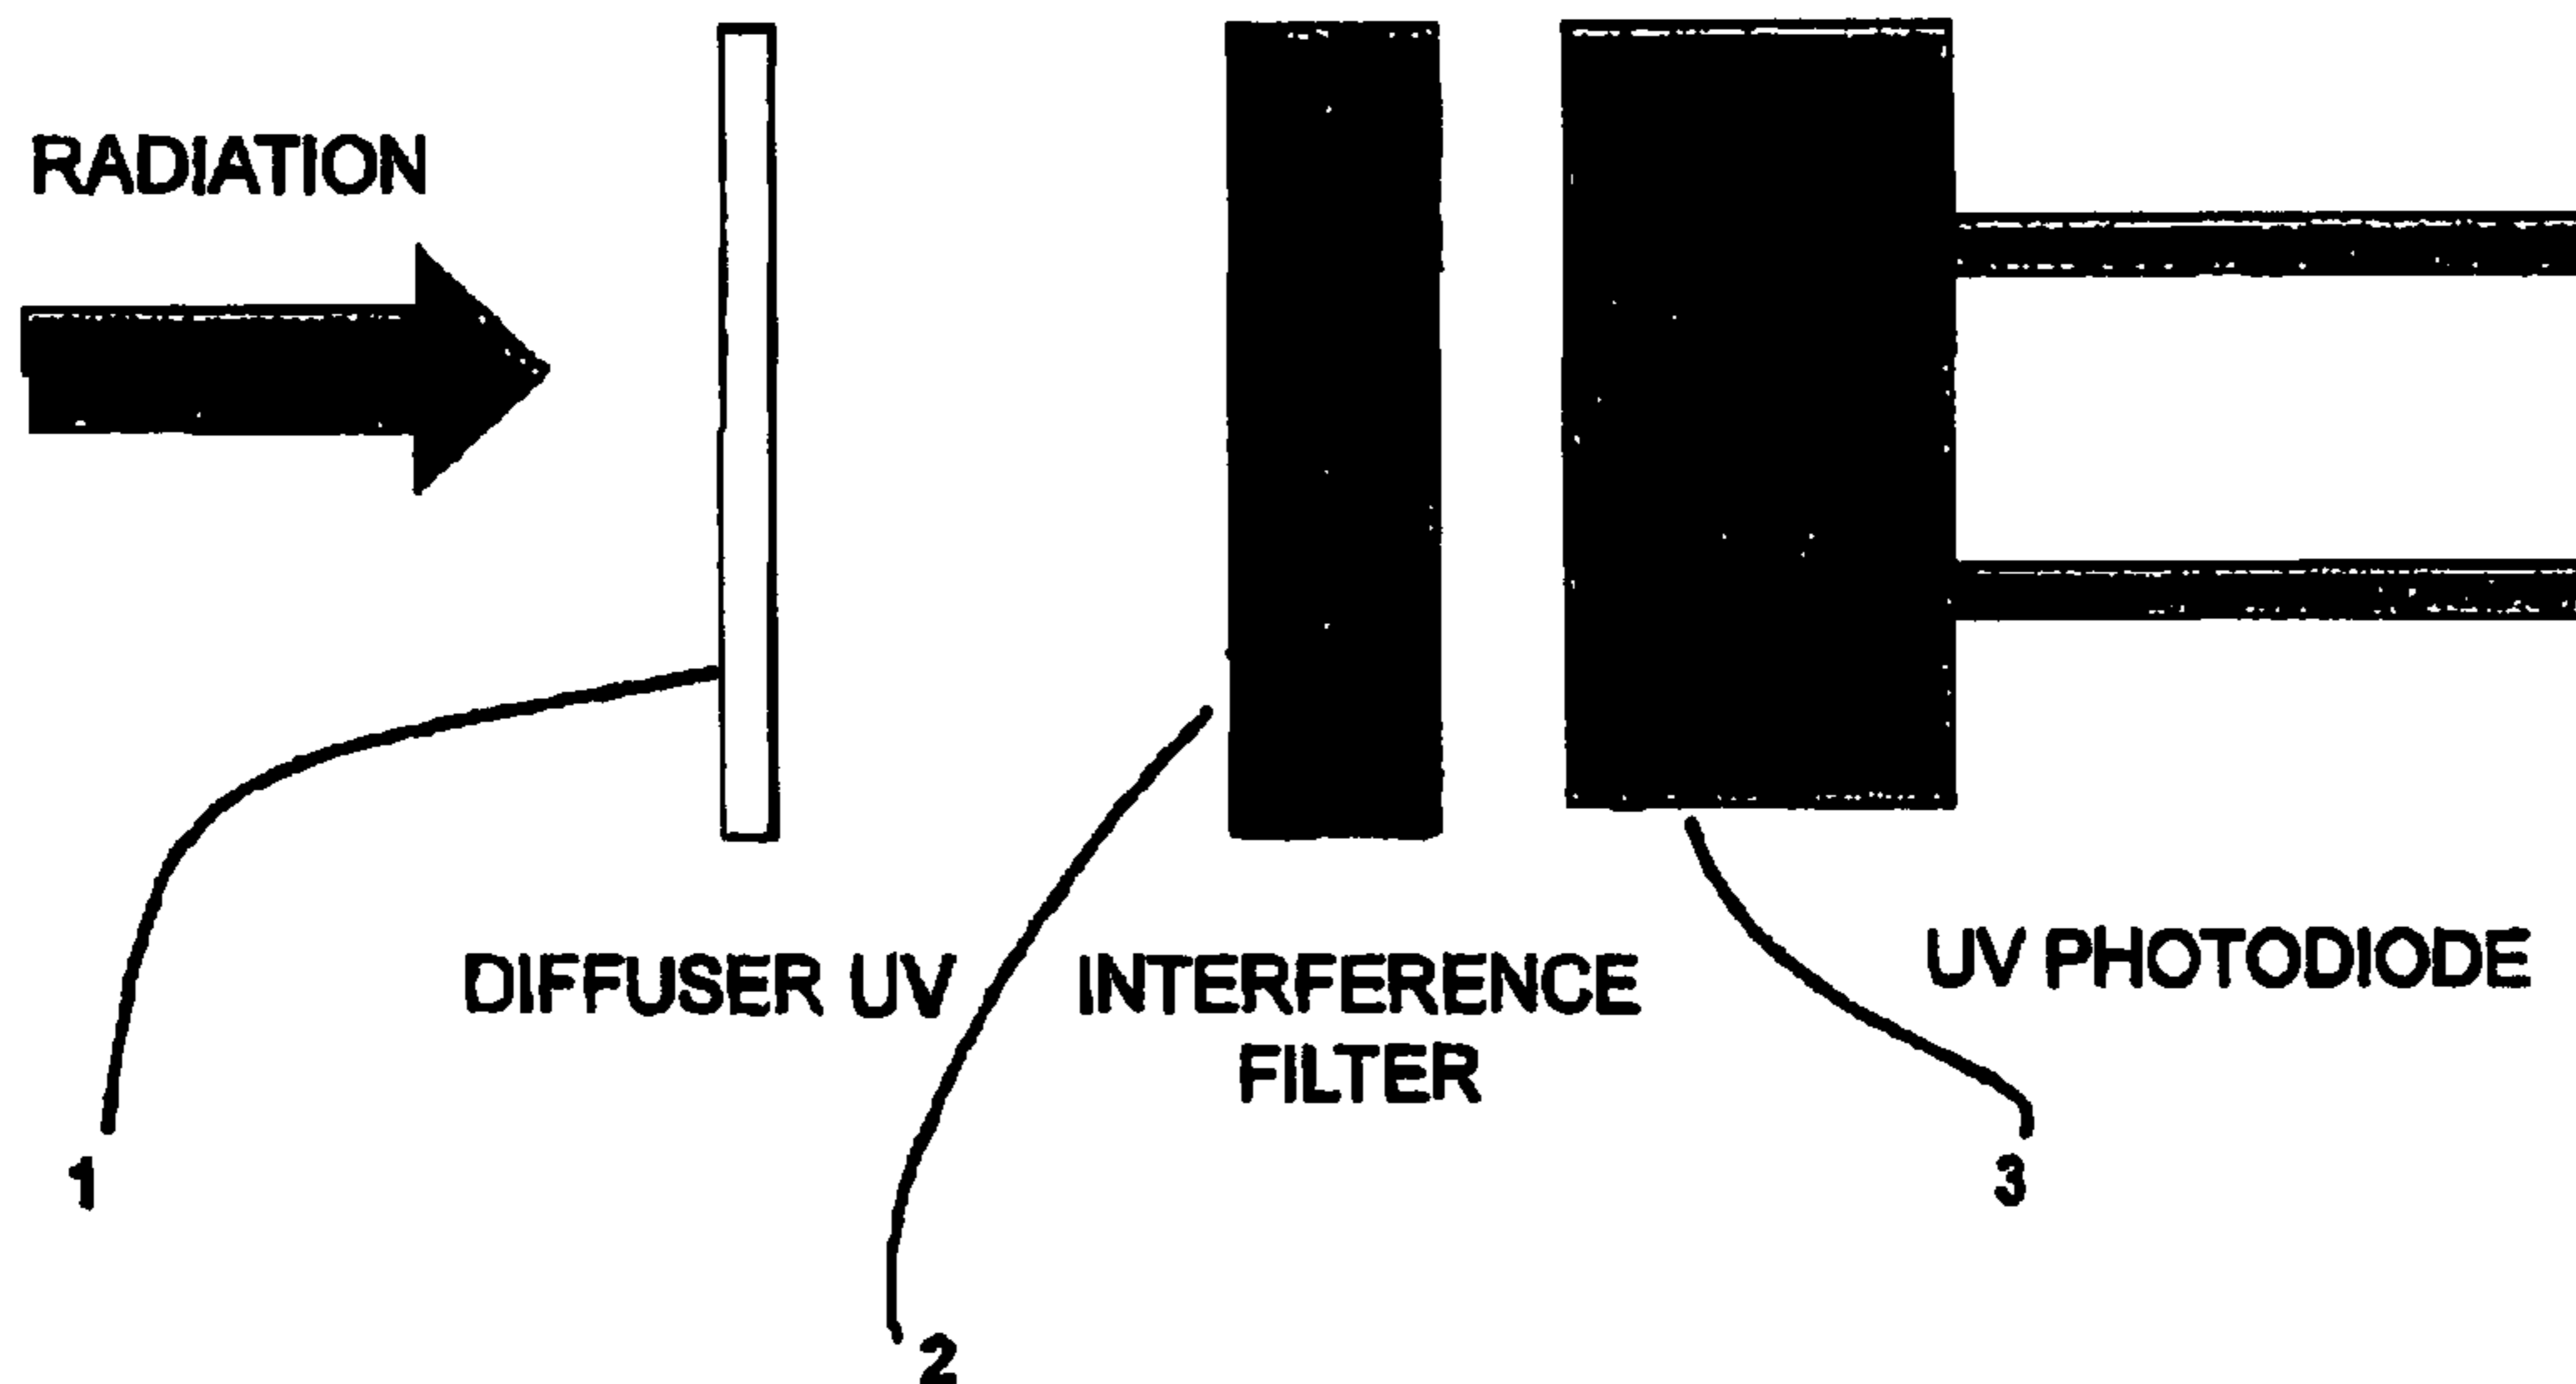 RADIATION
DIFFUSER UV
INTERFERENCE
FILTER
UV PHOTODIODE
1
2
3